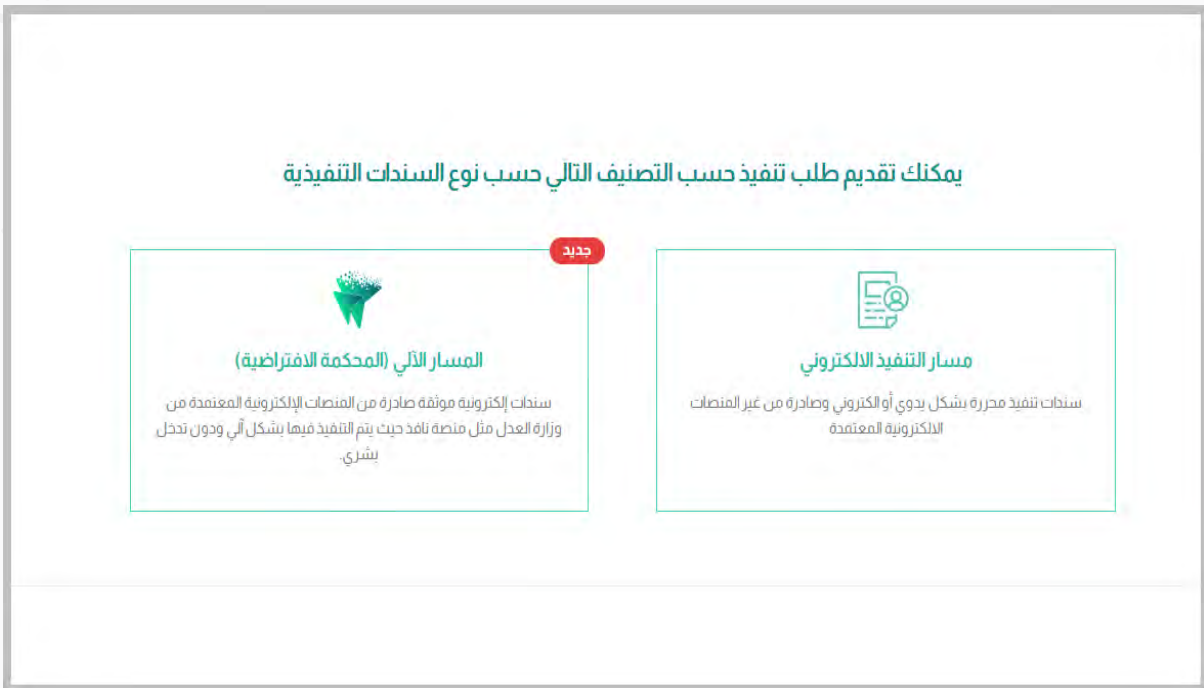 يمكنك تقديم طلب تنفيذ حسب التصنيف التالي حسب نوع السندات التنفيذية
مسار التنفيذ الالكتروني
سندات تنفيذ محررة بشكل يدوي أو الكتروني وصادرة من غير المنصات
الالكترونية المعتمدة
جديد
المسار الآلي (المحكمة الافتراضية)
سندات إلكترونية موثقة صادرة من المنصات الإلكترونية المعتمدة من
وزارة العدل مثل منصة نافذ حيث يتم التنفيذ فيها بشكل آلي ودون تدخل
بشري.